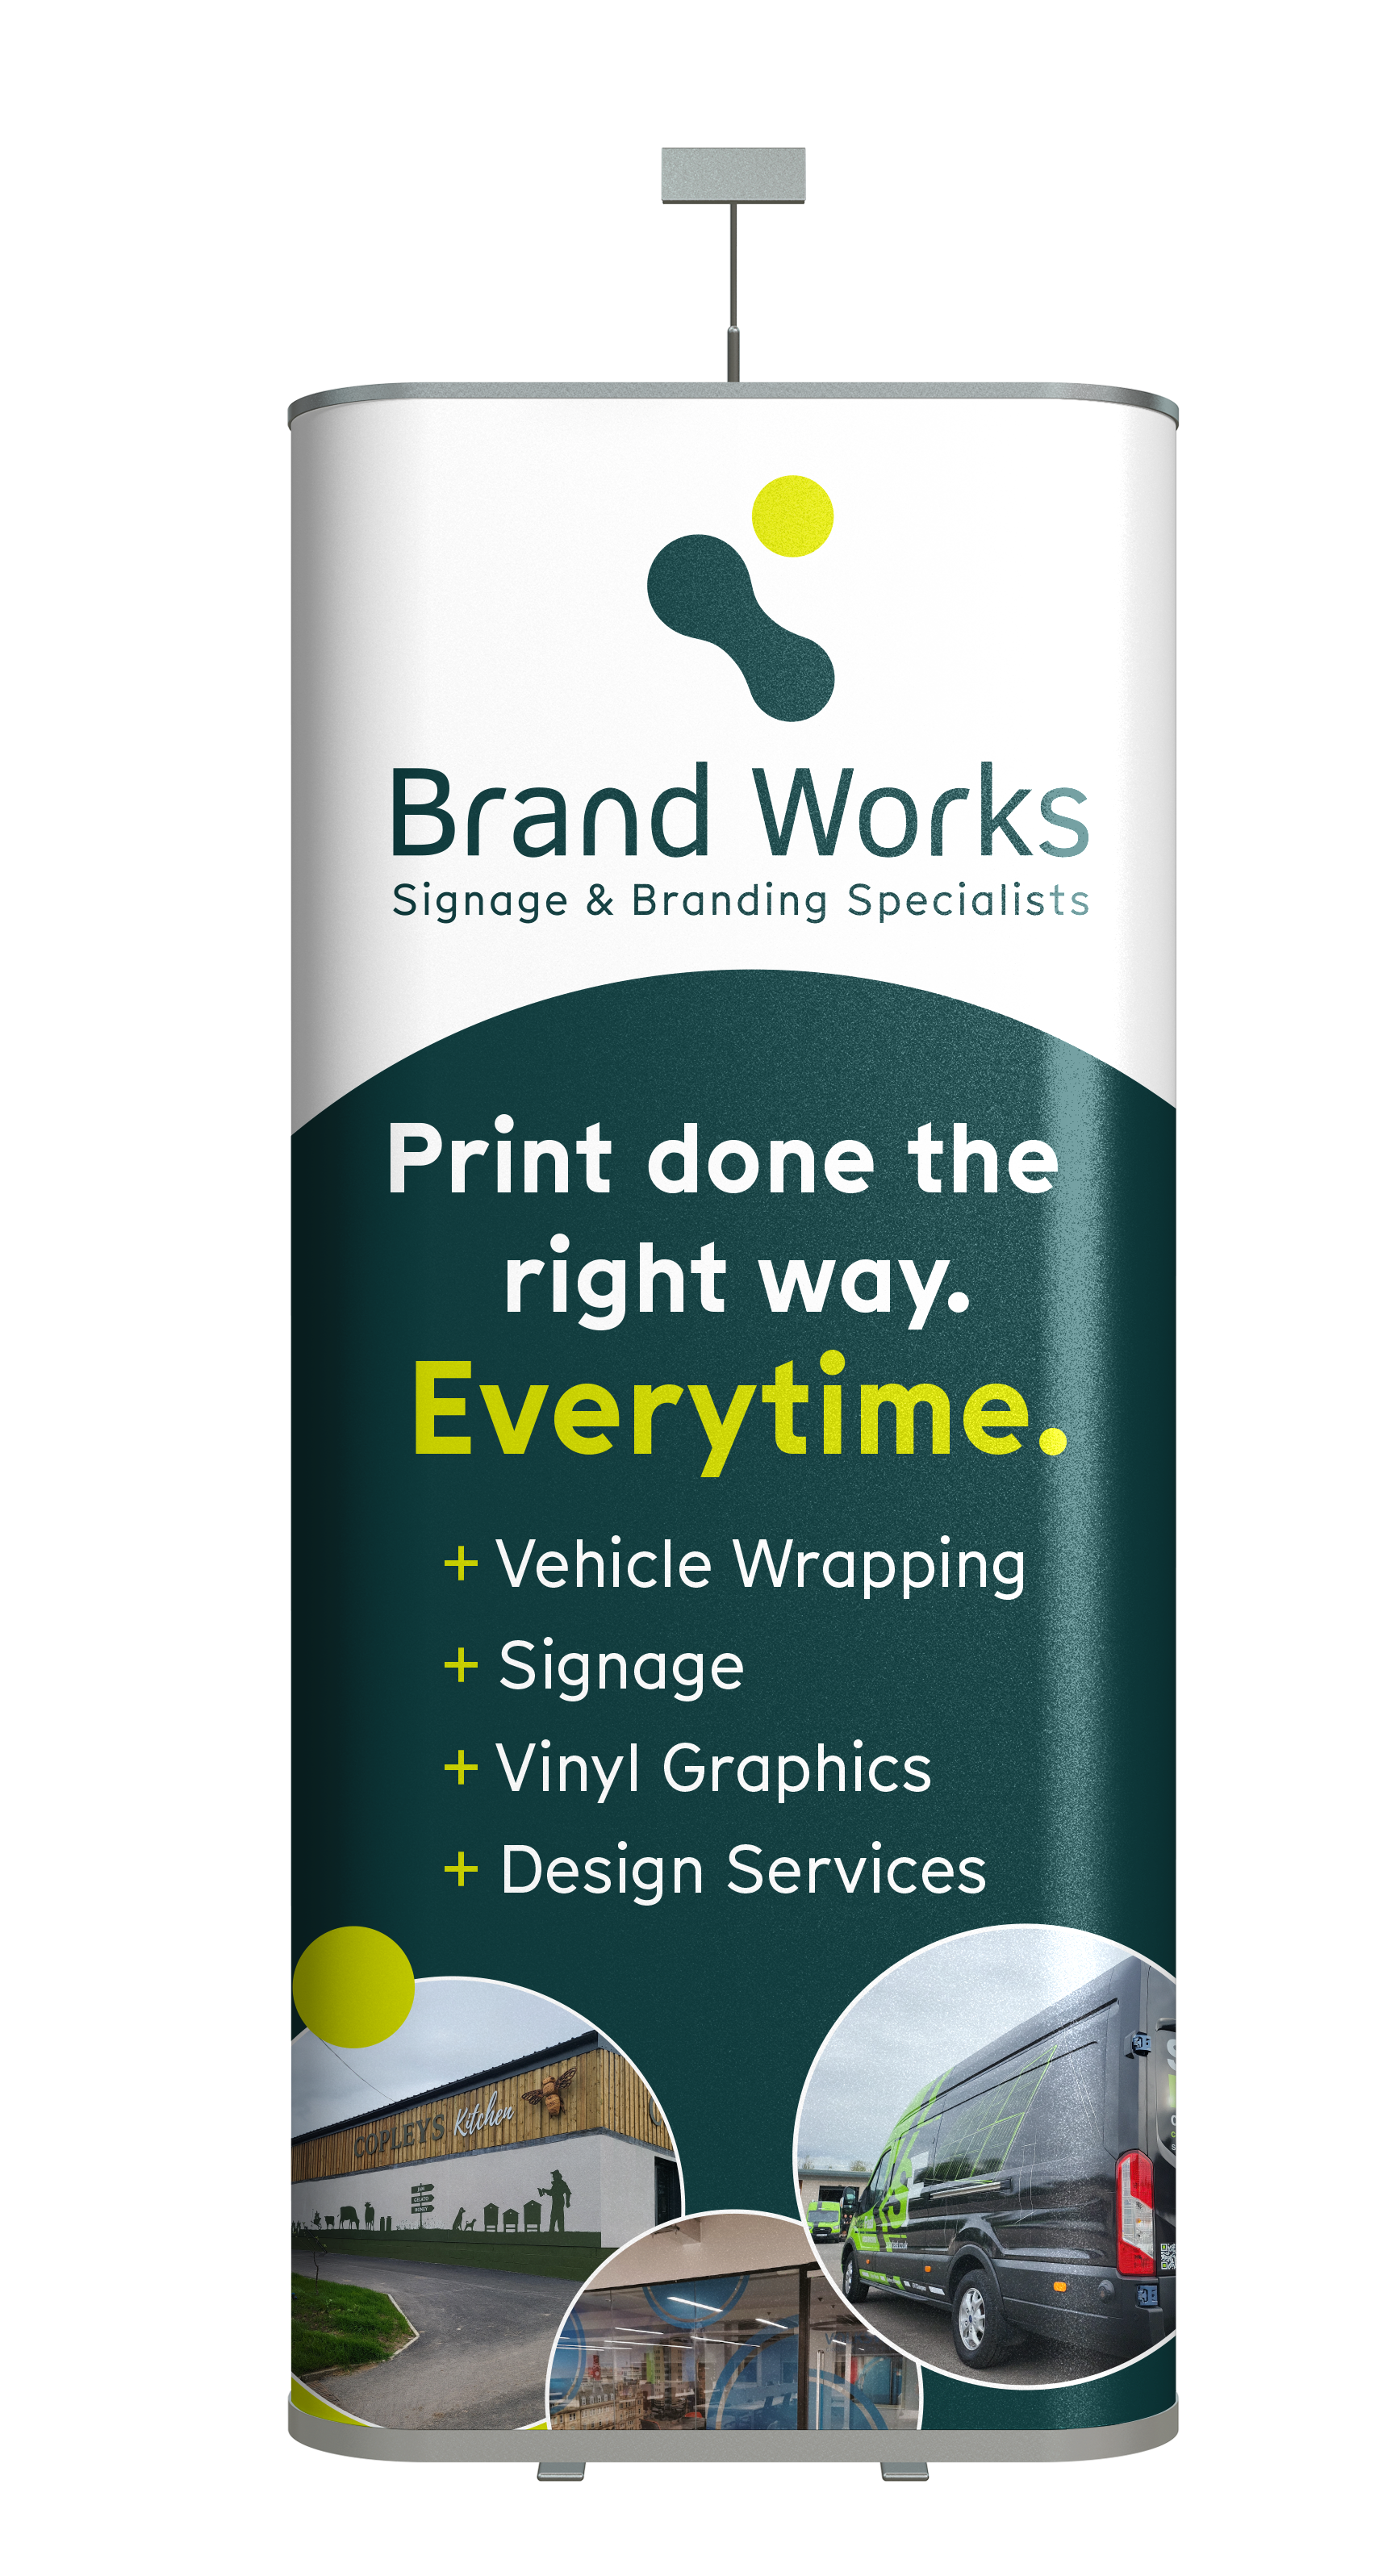 Brand Works
Signage & Branding Specialists
Print done the
right way.
Everytime.
+ Vehicle Wrapping
+ Signage
+ Vinyl Graphics
+ Design Services
COPLEYS Kitchen